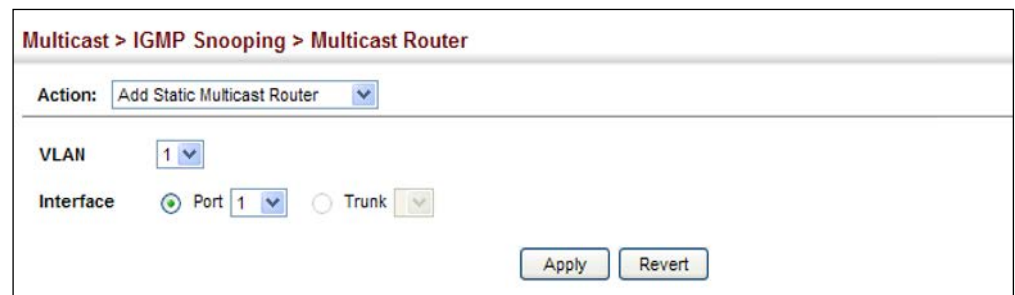 Multicast > IGMP Snooping > Multicast Router
Action: Add Static Multicast Router
VLAN 1
Interface Port 1 Trunk
Apply Revert